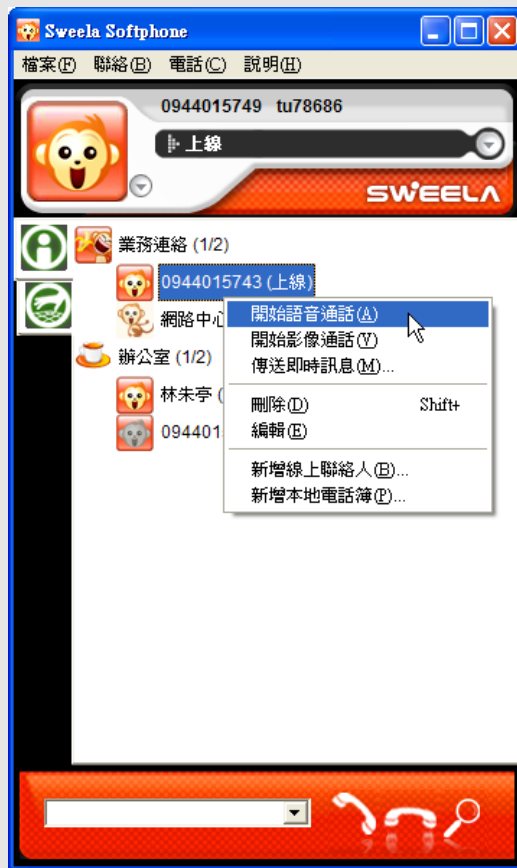 Sweela Softphone
檔案(F) 聯絡(B) 電話(C) 說明(H)
0944015749 tu78686
上線
SWEELA
業務連絡 (1/2)
0944015743 (上線)
網路中心
辦公室 (1/2)
林朱亭 (
094401
開始語音通話(A)
開始影像通話(V)
傳送即時訊息(M)...
刪除(D) Shift+
編輯(E)
新增線上聯絡人(B)...
新增本地電話簿(P)...